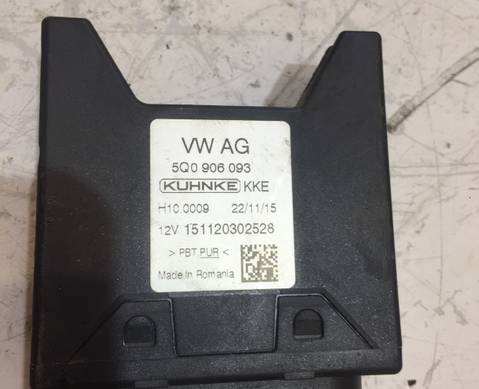 VW AG
5Q0 906 093
KUHNKE KKE
H10.0009 22/11/15
12V 151120302528
> PBT PUR <
Made in Romania